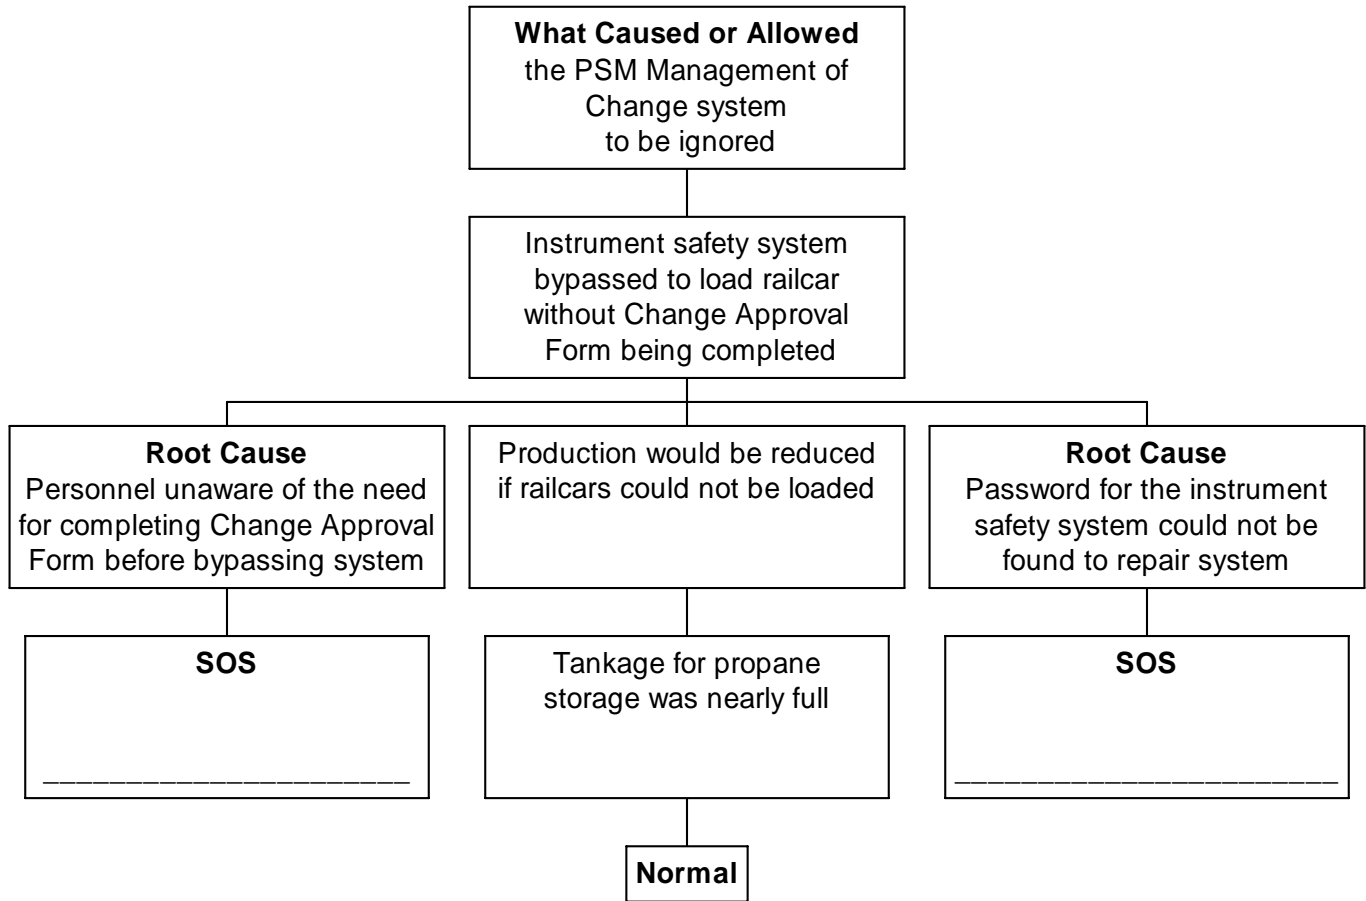 What Caused or Allowed
the PSM Management of
Change system
to be ignored
Instrument safety system
bypassed to load railcar
without Change Approval
Form being completed
Root Cause
Personnel unaware of the need
for completing Change Approval
Form before bypassing system
Production would be reduced
if railcars could not be loaded
Root Cause
Password for the instrument
safety system could not be
found to repair system
SOS
______________________
Tankage for propane
storage was nearly full
SOS
_______________________
Normal